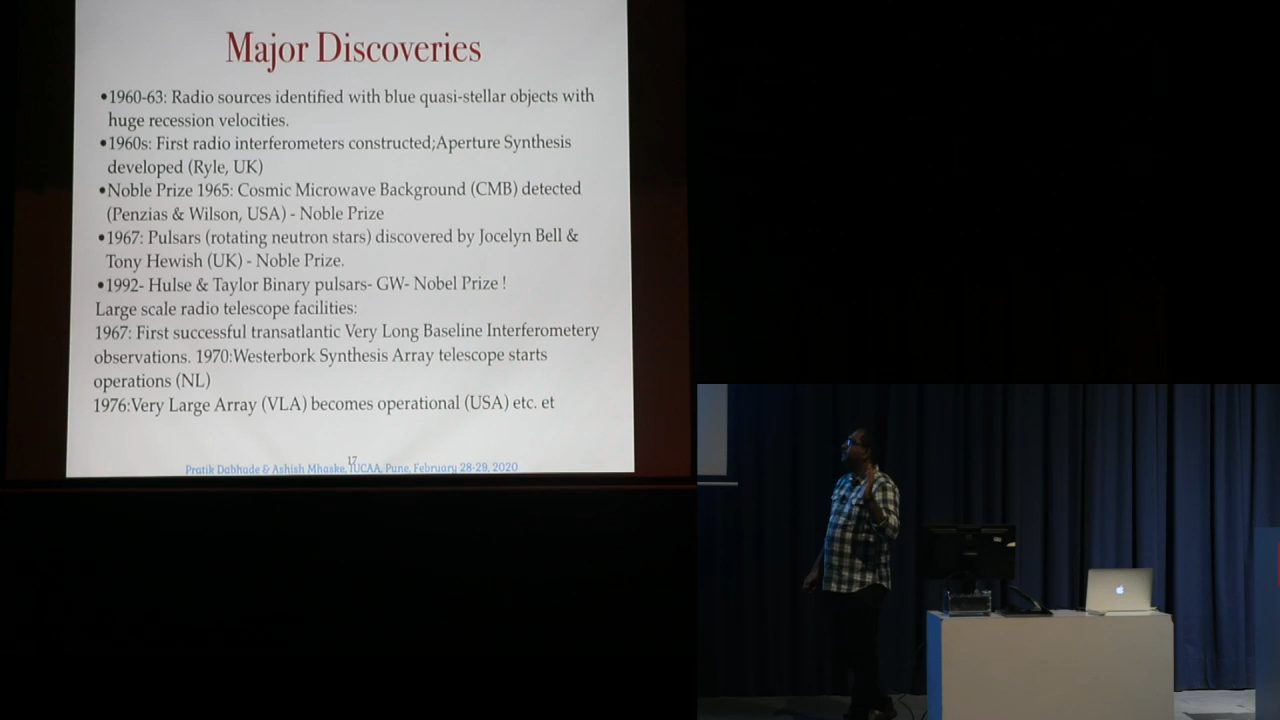 Major Discoveries
•1960-63: Radio sources identified with blue quasi-stellar objects with
huge recession velocities.
•1960s: First radio interferometers constructed;Aperture Synthesis
developed (Ryle, UK)
•Noble Prize 1965: Cosmic Microwave Background (CMB) detected
(Penzias & Wilson, USA) - Noble Prize
•1967: Pulsars (rotating neutron stars) discovered by Jocelyn Bell &
Tony Hewish (UK) - Noble Prize.
•1992- Hulse & Taylor Binary pulsars- GW- Nobel Prize !
Large scale radio telescope facilities:
1967: First successful transatlantic Very Long Baseline Interferometery
observations. 1970:Westerbork Synthesis Array telescope starts
operations (NL)
1976:Very Large Array (VLA) becomes operational (USA) etc. et
17
Pratik Dabhade & Ashish Mhaske, IUCAA, Pune, February 28-29, 2020